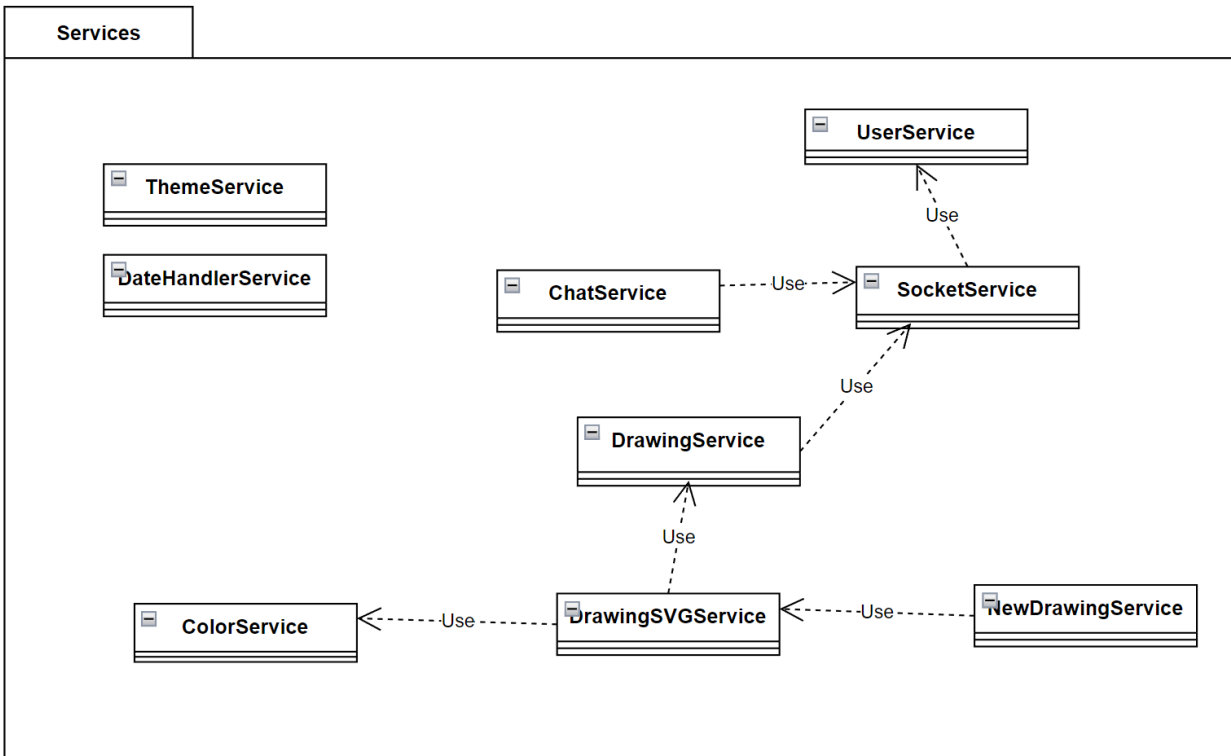 Services
UserService
ThemeService
Use
DateHandlerService
ChatService
Use
SocketService
Use
DrawingService
Use
ColorService
Use
DrawingSVGService
Use
NewDrawingService